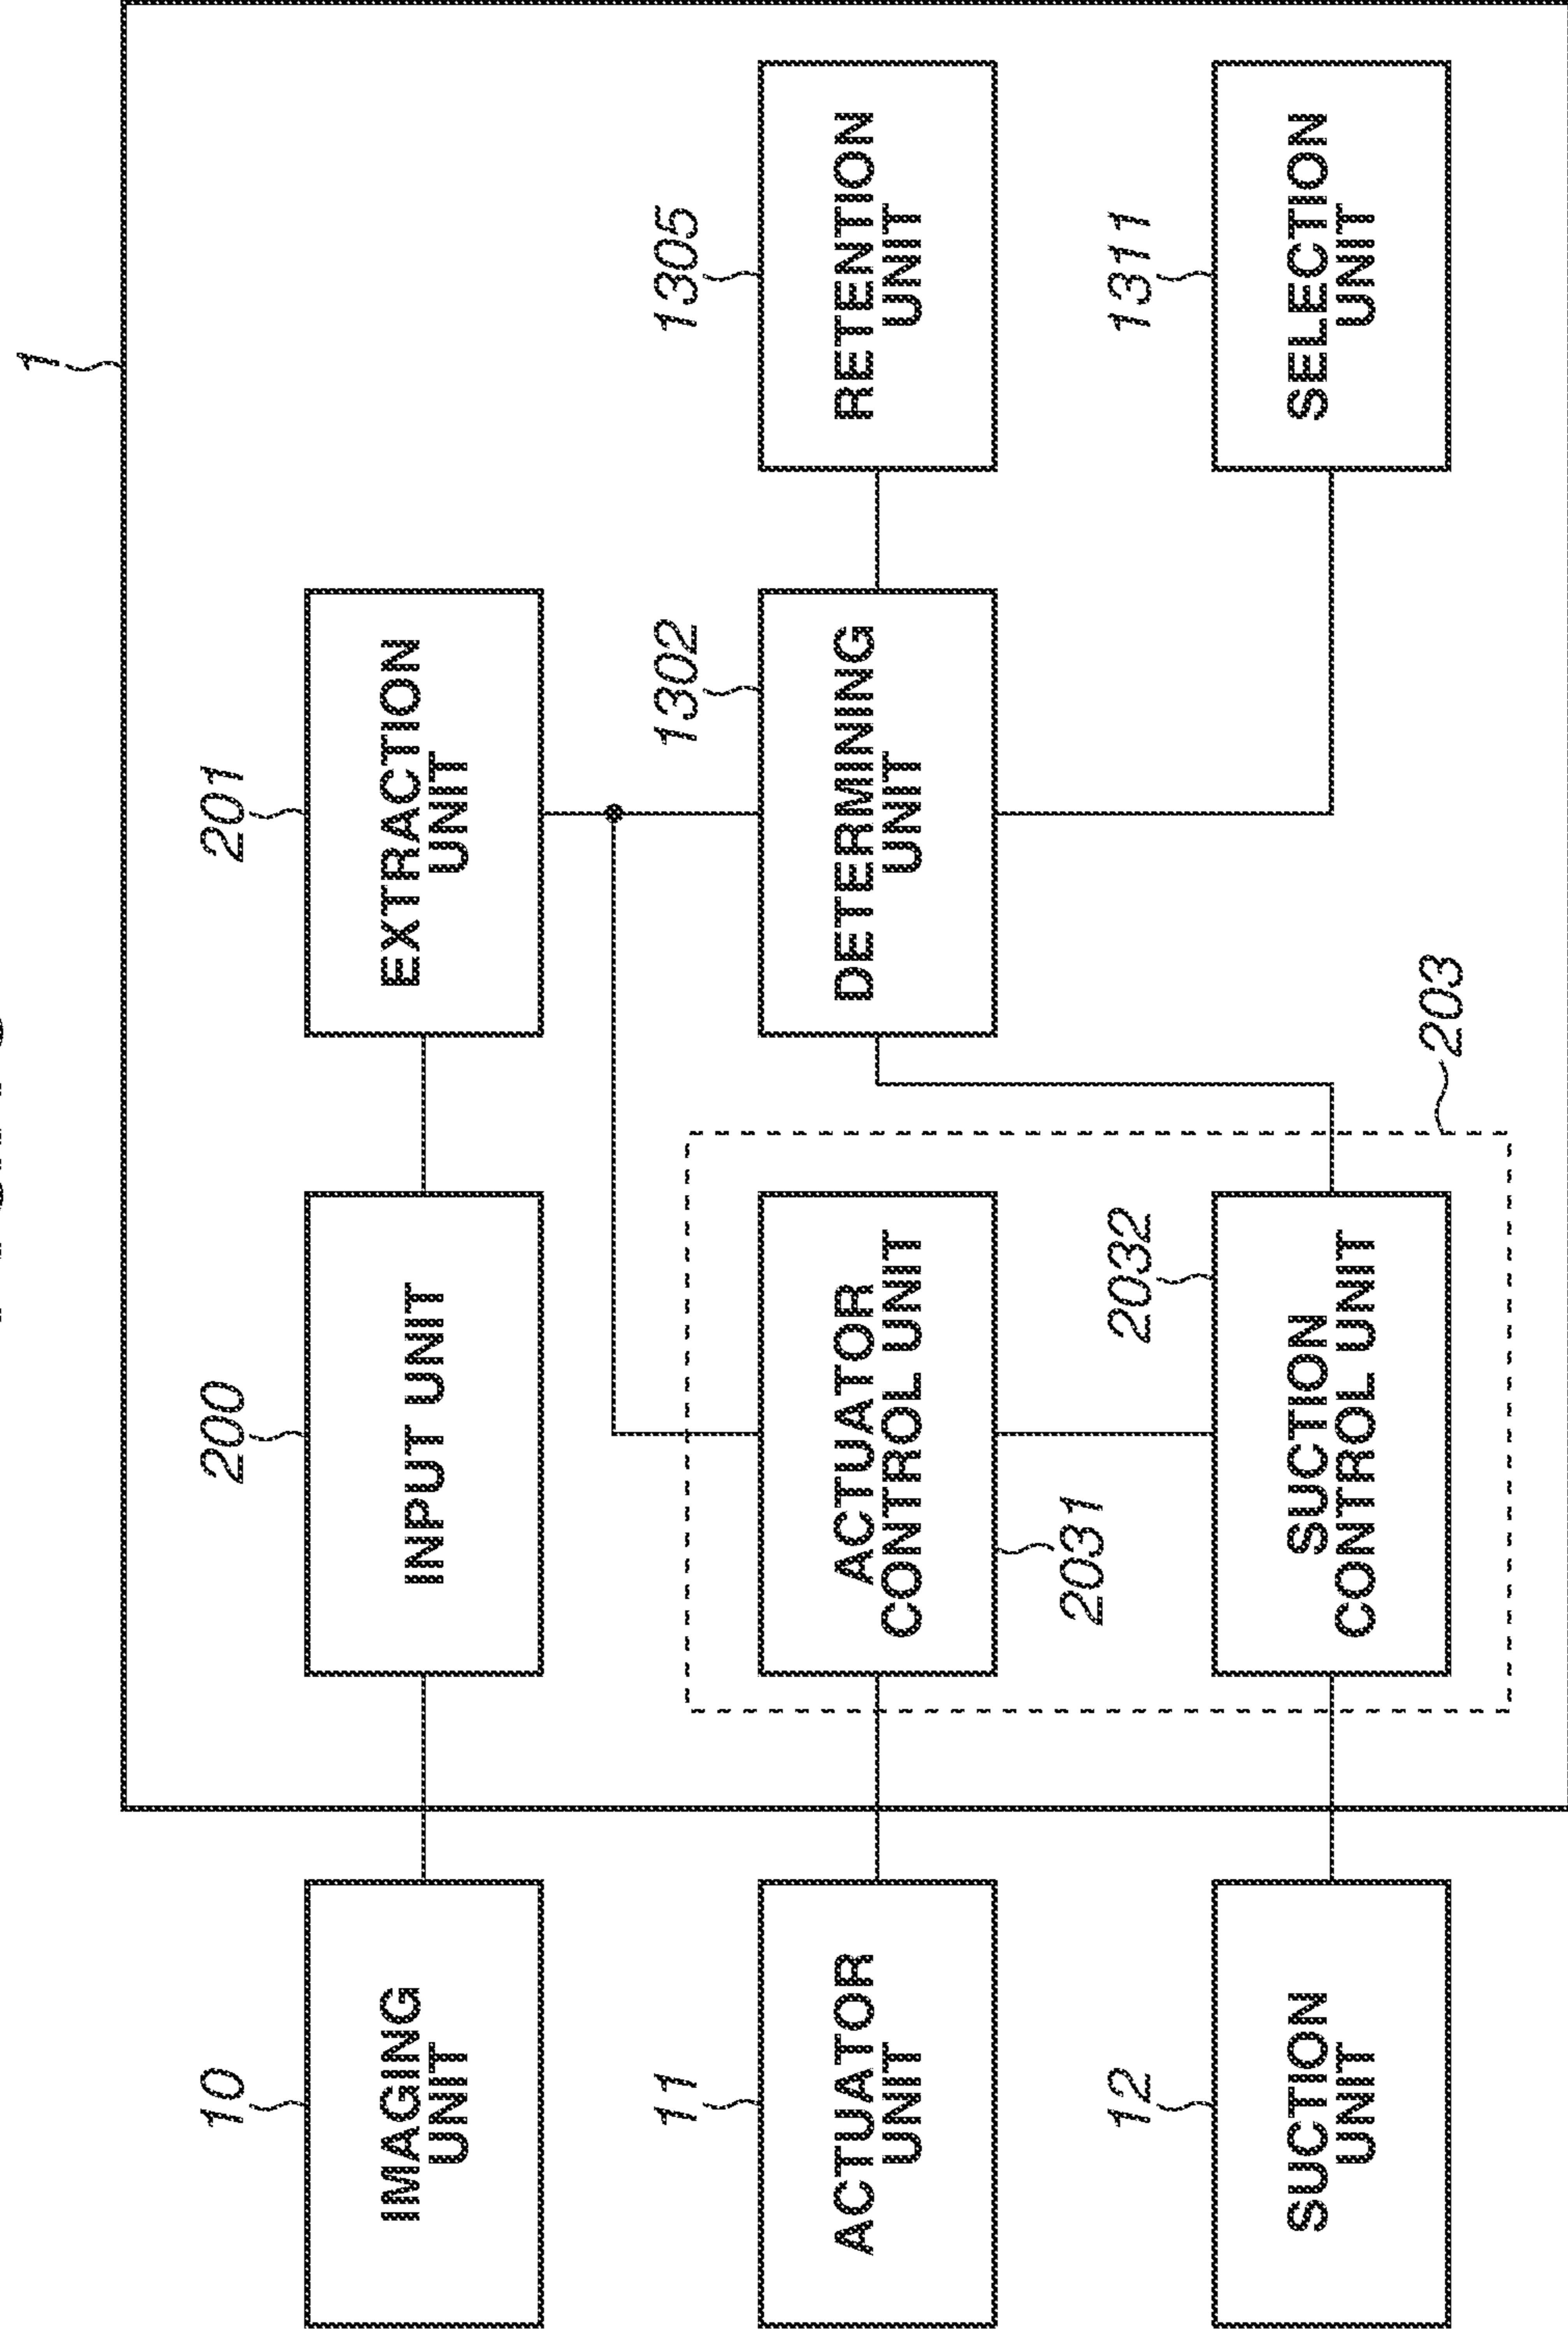 1
10
IMAGING
UNIT
200
INPUT UNIT
201
EXTRACTION
UNIT
11
ACTUATOR
UNIT
ACTUATOR
CONTROL UNIT
2031
1302
DETERMINING
UNIT
1305
RETENTION
UNIT
12
SUCTION
UNIT
2032
SUCTION
CONTROL UNIT
203
1311
SELECTION
UNIT